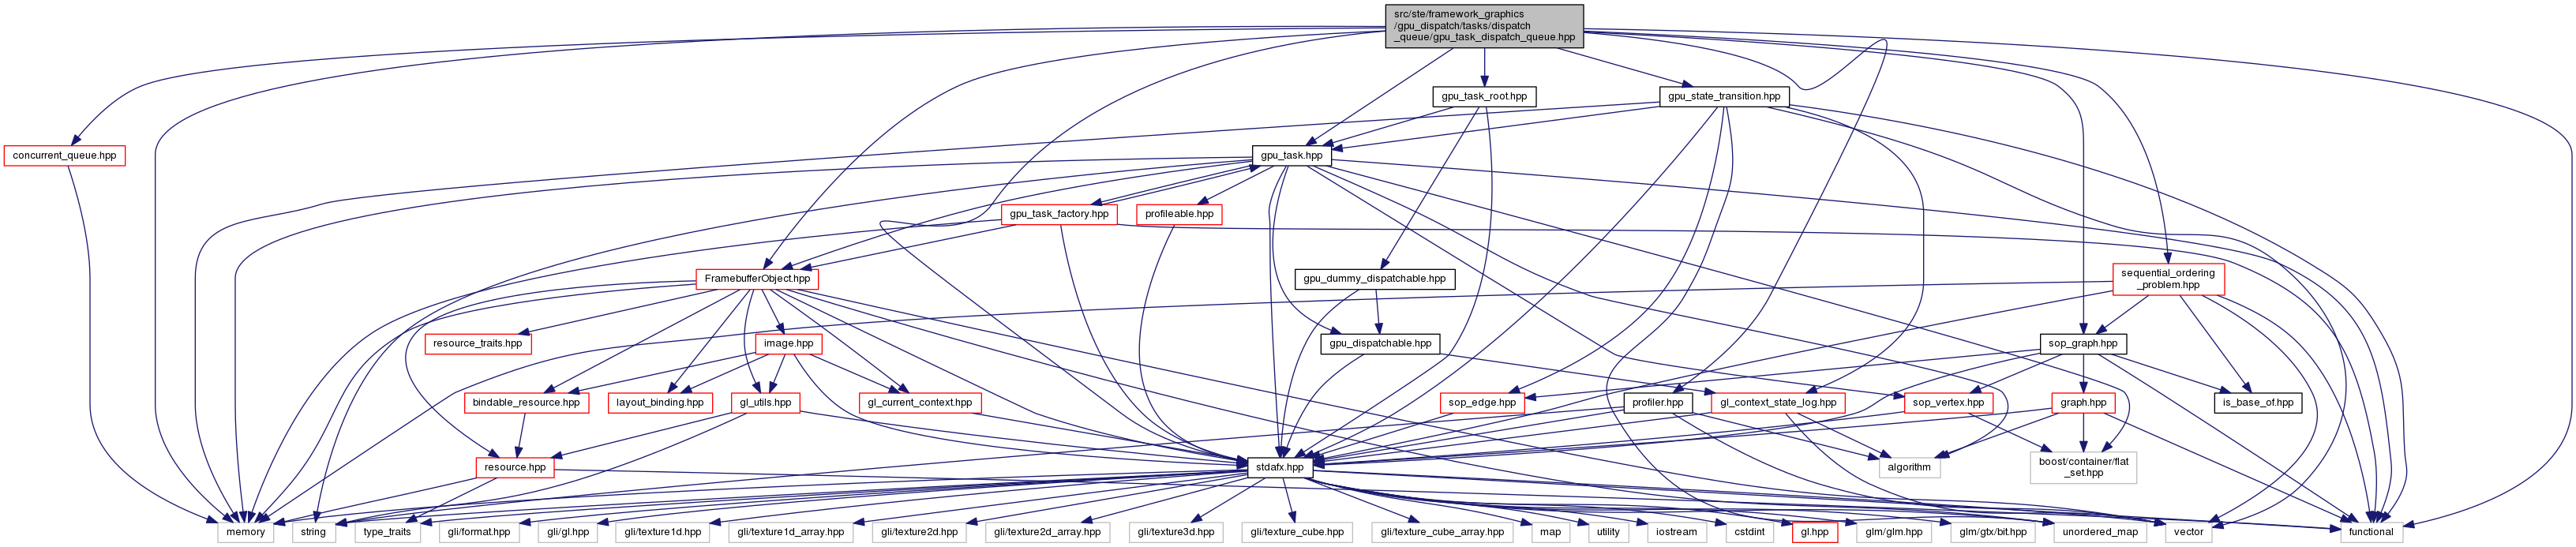 src/ste/framework_graphics
/gpu_dispatch/tasks/dispatch
_queue/gpu_task_dispatch_queue.hpp
gpu_task_root.hpp
gpu_state_transition.hpp
concurrent_queue.hpp
gpu_task.hpp
gpu_task_factory.hpp
profileable.hpp
FramebufferObject.hpp
gpu_dummy_dispatchable.hpp
sequential_ordering
_problem.hpp
resource_traits.hpp
image.hpp
gpu_dispatchable.hpp
sop_graph.hpp
bindable_resource.hpp
layout_binding.hpp
gl_utils.hpp
gl_current_context.hpp
sop_edge.hpp
profiler.hpp
gl_context_state_log.hpp
sop_vertex.hpp
graph.hpp
is_base_of.hpp
resource.hpp
stdafx.hpp
algorithm
boost/container/flat
_set.hpp
memory
string
type_traits
gli/format.hpp
gli/gl.hpp
gli/texture1d.hpp
gli/texture1d_array.hpp
gli/texture2d.hpp
gli/texture2d_array.hpp
gli/texture3d.hpp
gli/texture_cube.hpp
gli/texture_cube_array.hpp
map
utility
iostream
cstdint
gl.hpp
glm/glm.hpp
glm/gtx/bit.hpp
unordered_map
vector
functional